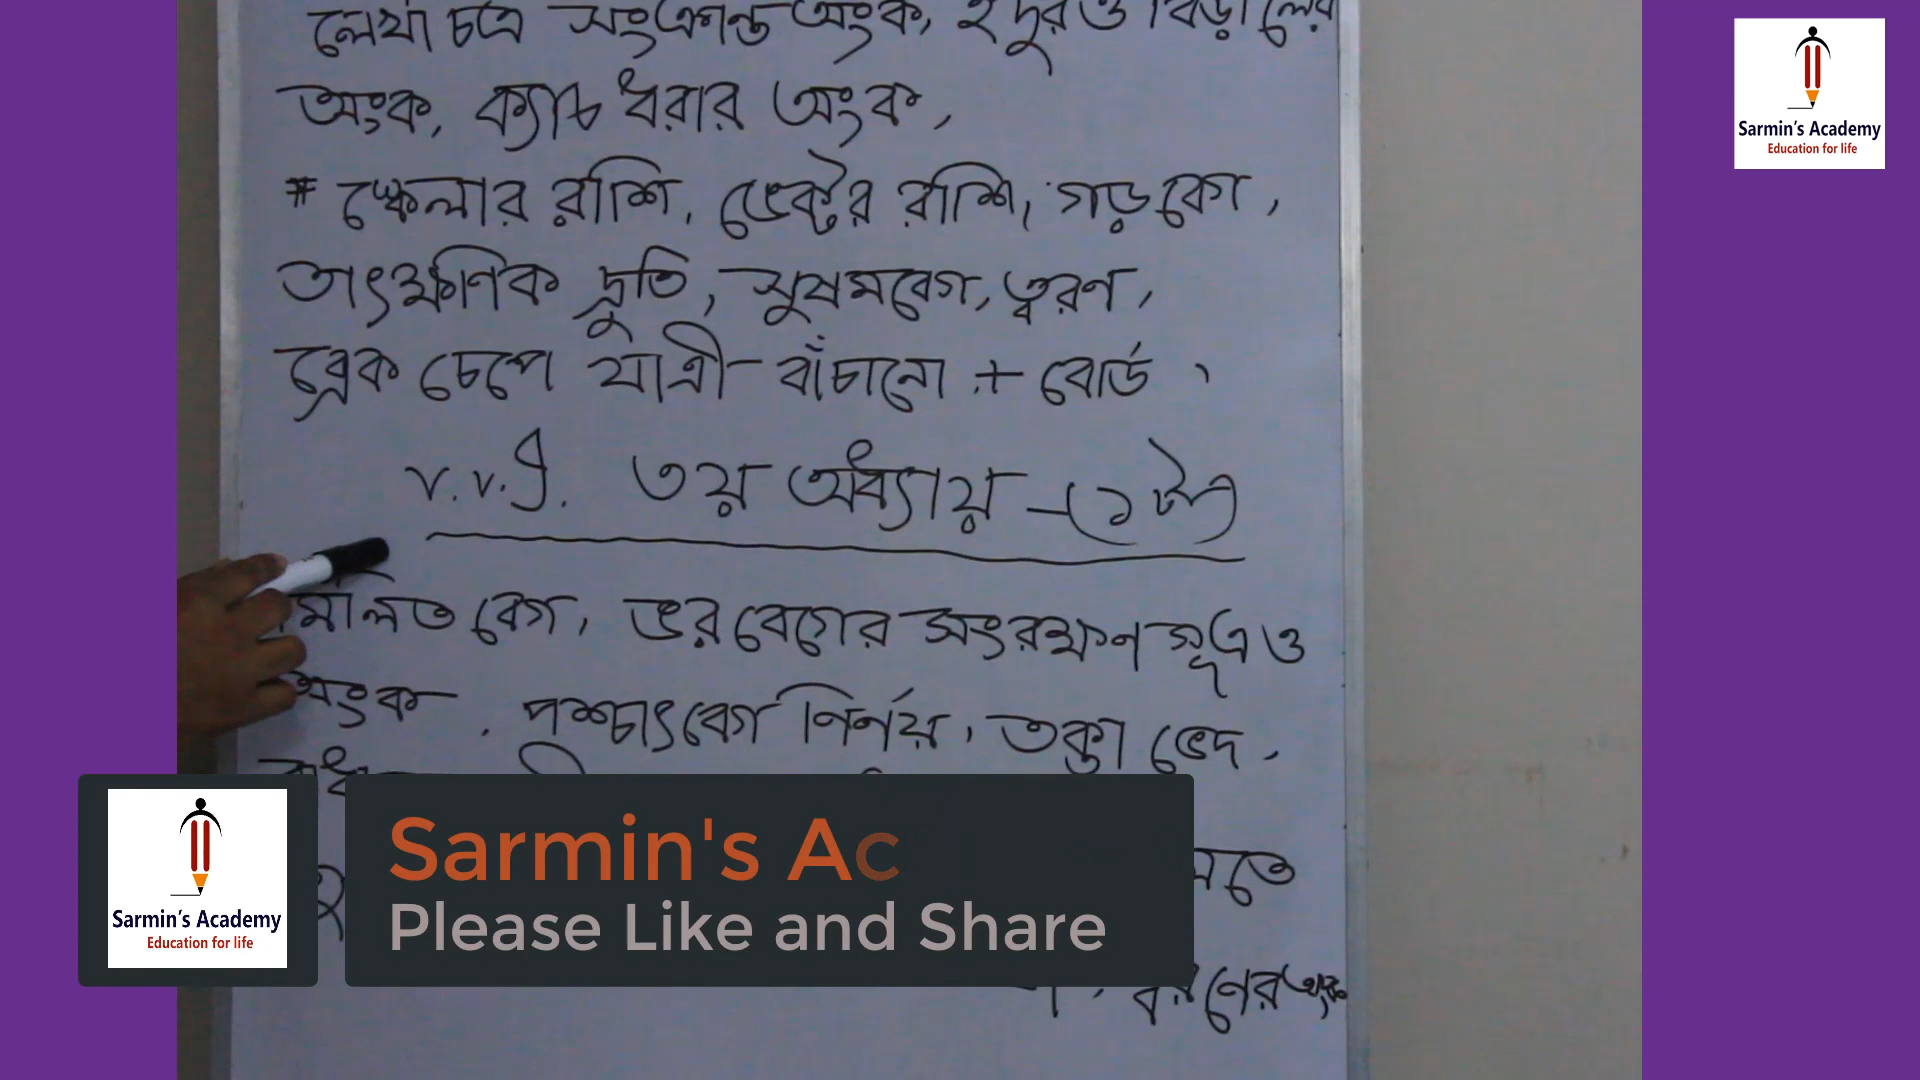 লেখাচিত্র সংক্রান্ত অংক, ইঁদুর ও বিড়ালের
অংক, ক্যাচ ধরার অংক,
# স্কেলার রাশি, ভেক্টর রাশি, গড়
তাৎক্ষণিক দ্রুতি, সুষমবেগ, ত্বরণ,
ব্রেক চেপে যাত্রী বাঁচানো + বোর্ড,
v.v.I. ৩য় অধ্যায় -(১টা)
বেগ, ভরবেগের সংরক্ষণ সূত্র ও
অংক, পশ্চাৎবেগ নির্ণয়, তক্তা ভেদ,
Sarmin's Ac
Please Like and Share
Sarmin's Academy
Education for life
Sarmin's Academy
Education for life